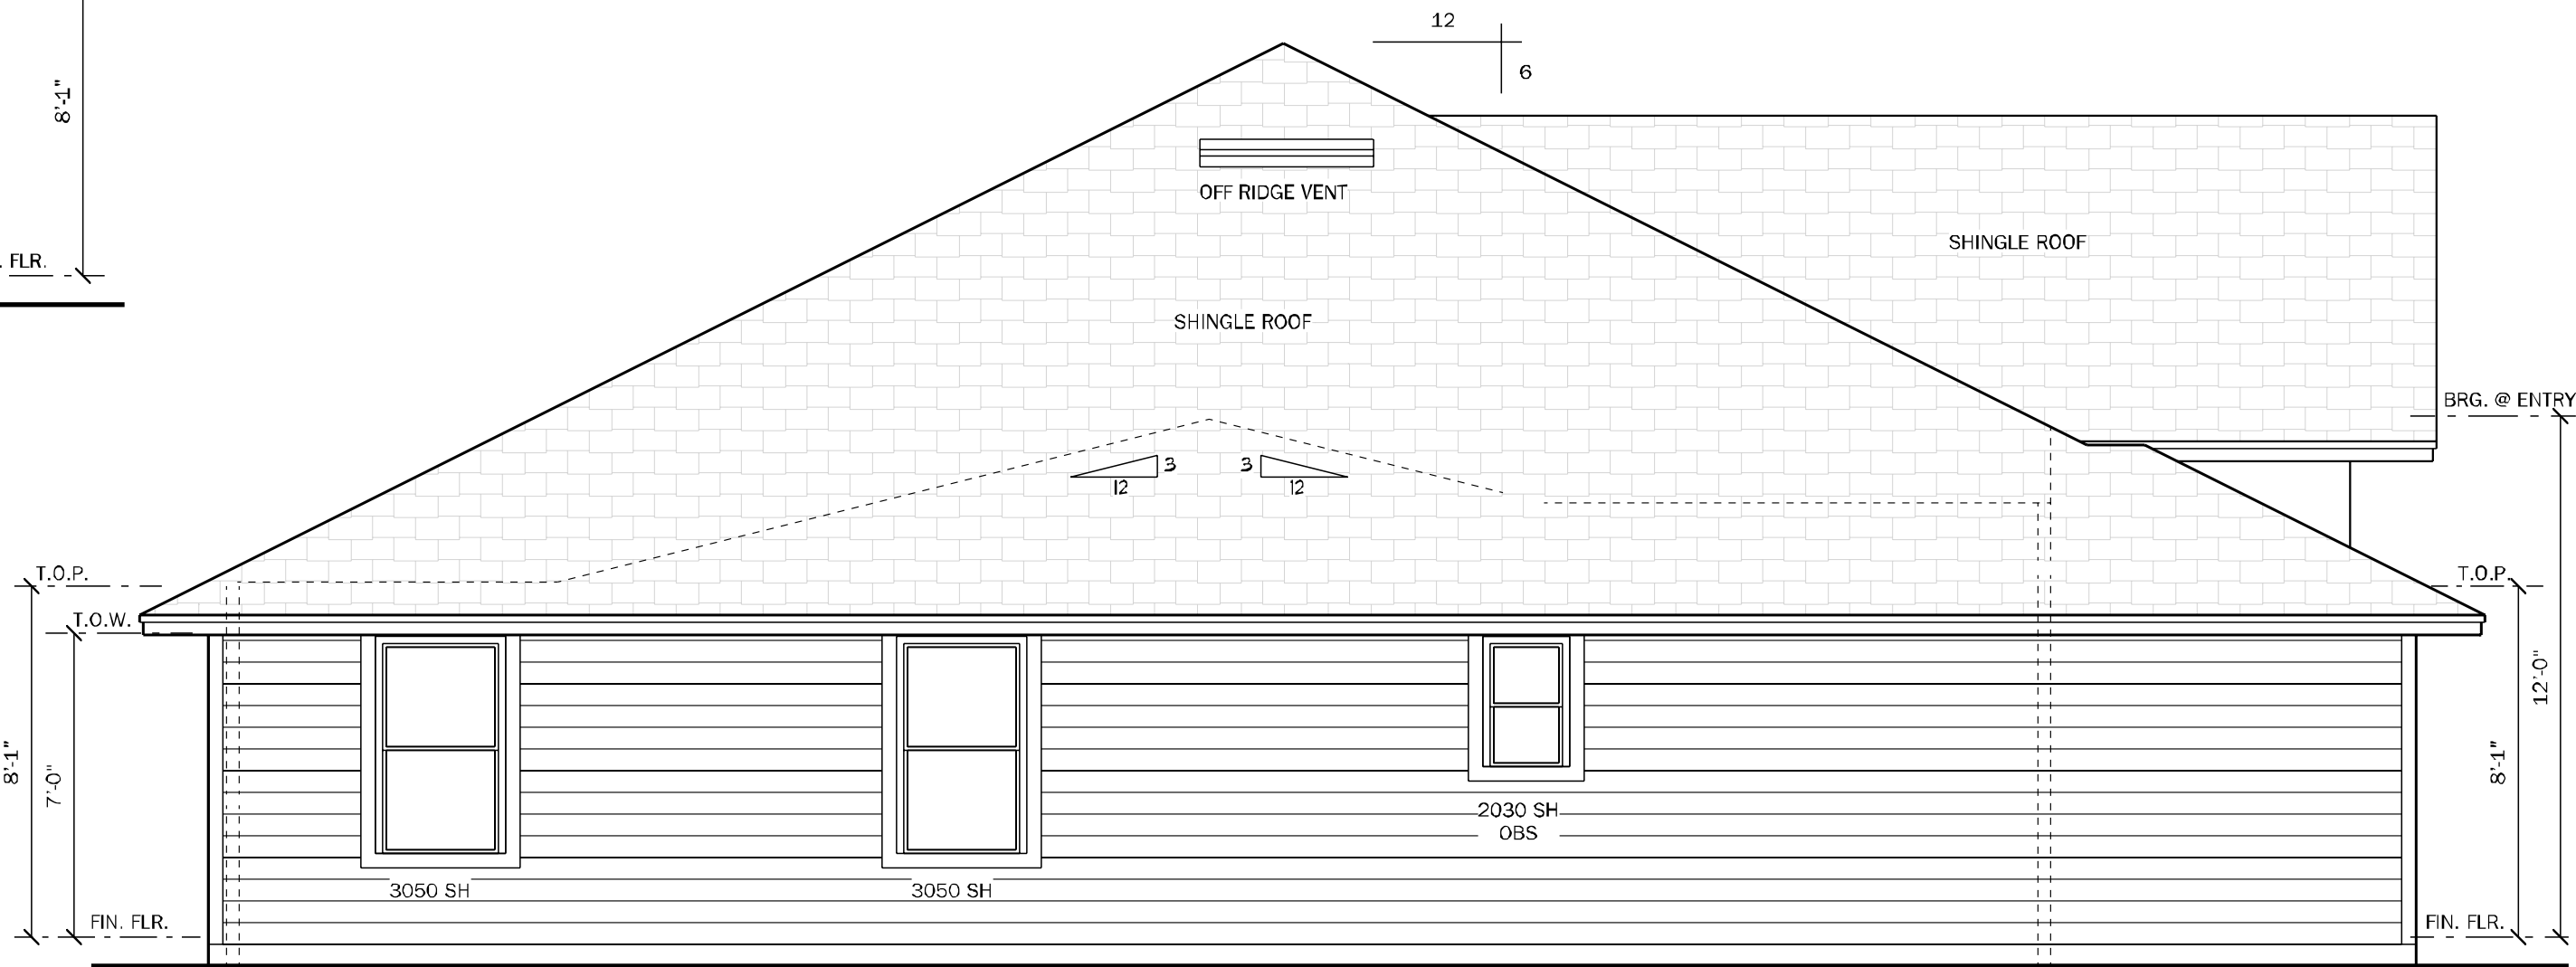 12
6
8'-1"
. FLR.
OFF RIDGE VENT
SHINGLE ROOF
SHINGLE ROOF
BRG. @ ENTRY
3
12
3
12
T.O.P.
T.O.P.
T.O.W.
8'-1"
7'-0"
12'-0"
8'-1"
2030 SH
OBS
3050 SH
3050 SH
FIN. FLR.
FIN. FLR.